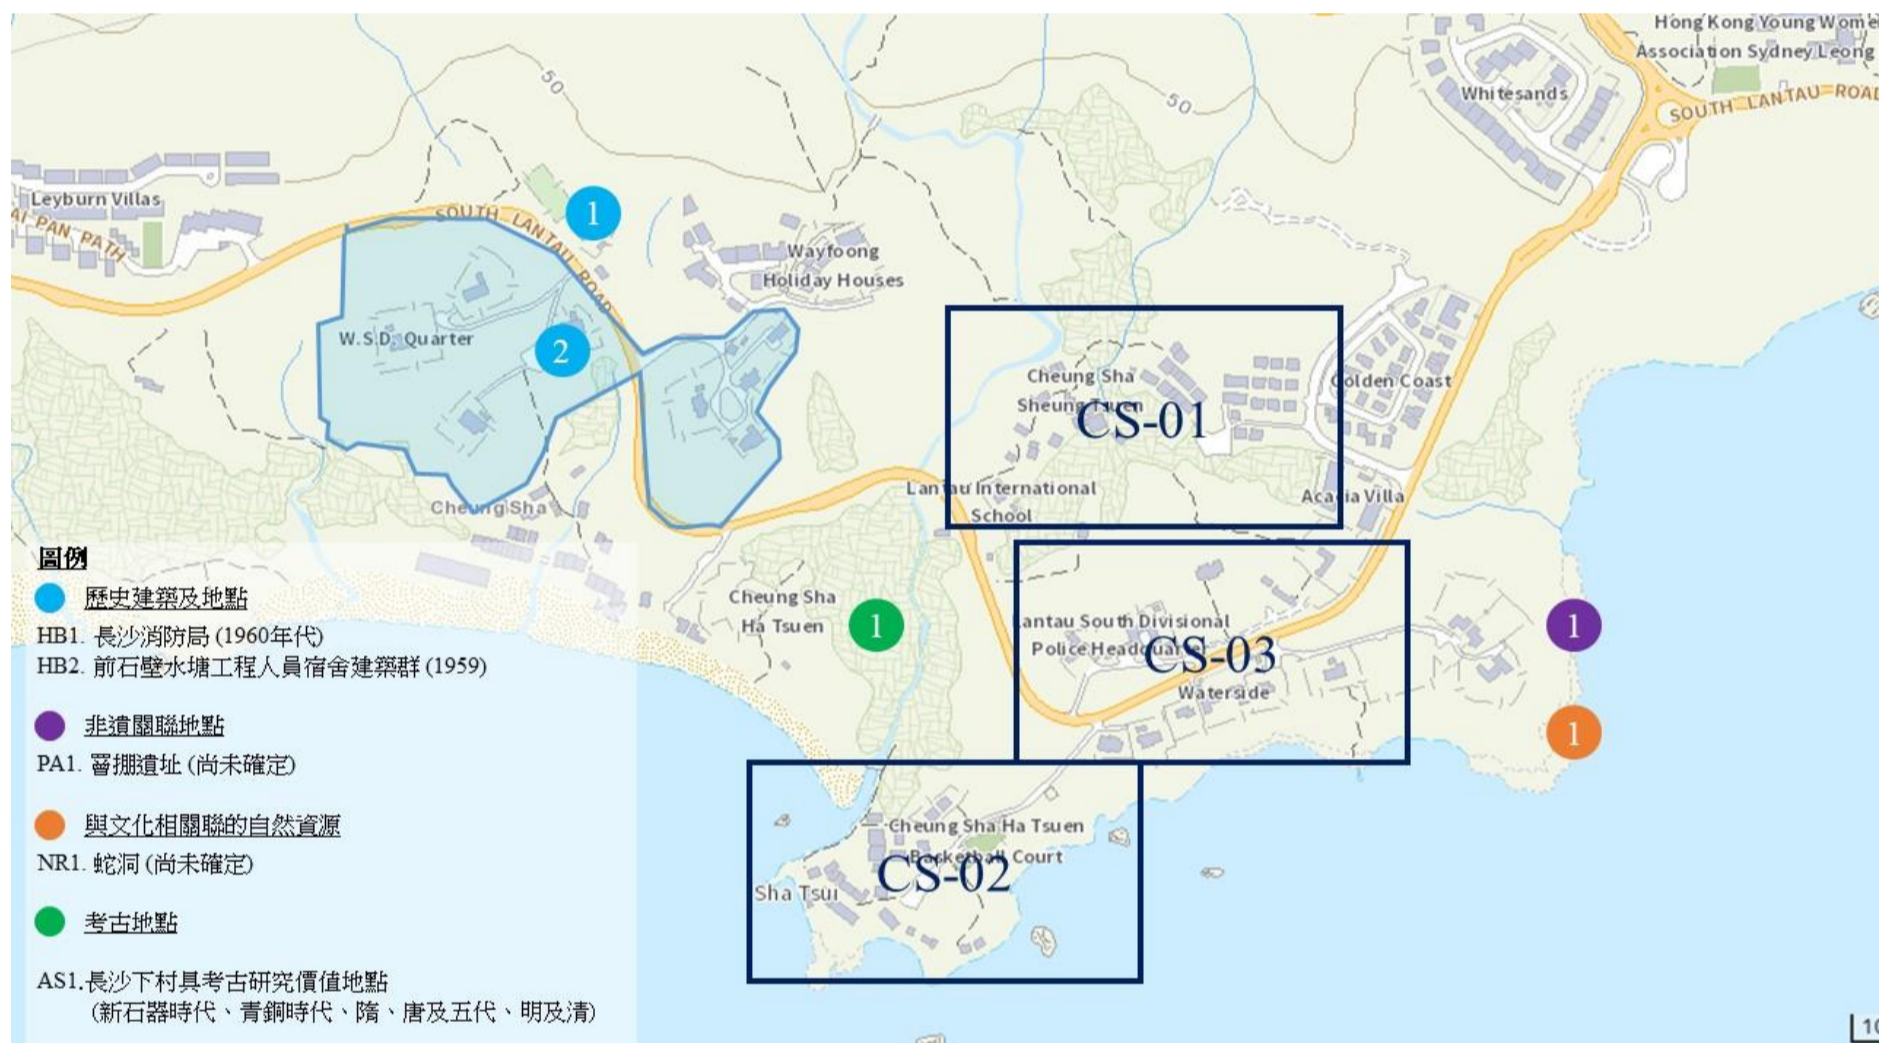 Hong Kong Young Wome
Association Sydney Leong
Whitesands
SOUTH LANTAU ROAD
50
50
Leyburn Villas
AI PAN PATH
SOUTH LANTAU ROAD
1
Wayfoong
Holiday Houses
W.S.D. Quarter
2
Cheung Sha
Sheung Tsuen
CS-01
Golden Coast
Lantau International
School
Acacia Villa
Cheung Sha
Cheung Sha
Ha Tsuen
1
Lantau South Divisional
Police Headquarte
CS-03
Waterside
1
1
Cheung Sha Ha Tsuen
Basketball Court
CS-02
Sha Tsui
圖例
歷史建築及地點
HB1. 長沙消防局 (1960年代)
HB2. 前石壁水塘工程人員宿舍建築群 (1959)
非遺關聯地點
PA1. 罾棚遺址 (尚未確定)
與文化相關聯的自然資源
NR1. 蛇洞 (尚未確定)
考古地點
AS1.長沙下村具考古研究價值地點
(新石器時代、青銅時代、隋、唐及五代、明及清)
10